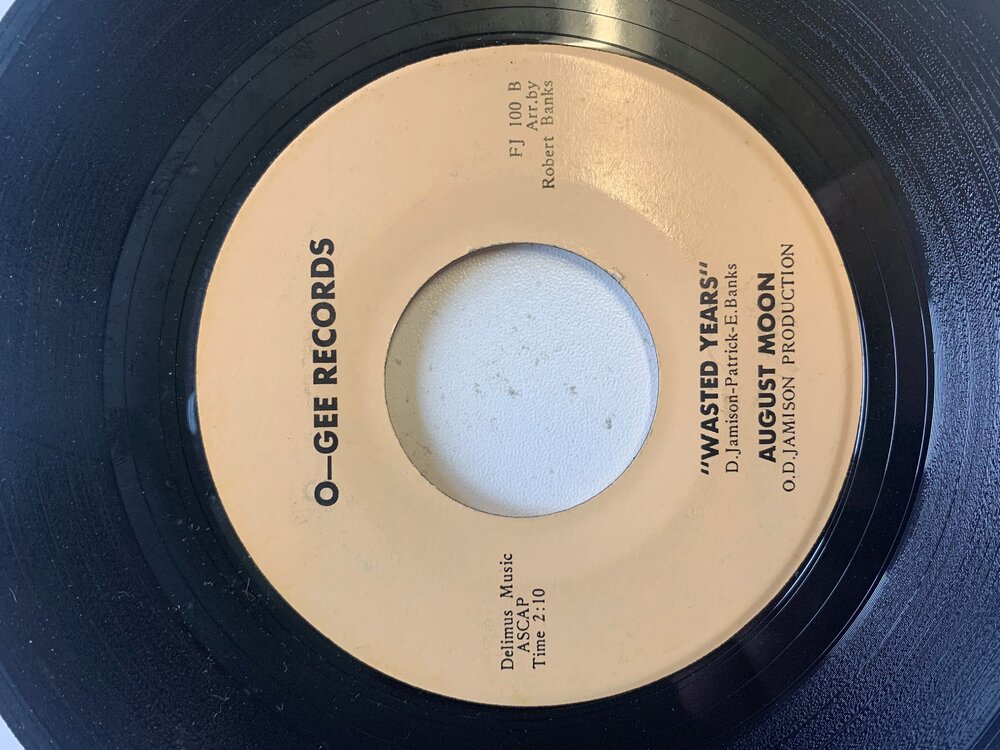 O—GEE RECORDS
Delimus Music
ASCAP
Time 2:10
FJ 100 B
Arr.by
Robert Banks
"WASTED YEARS"
D.Jamison-Patrick-E.Banks
AUGUST MOON
O.D.JAMISON PRODUCTION